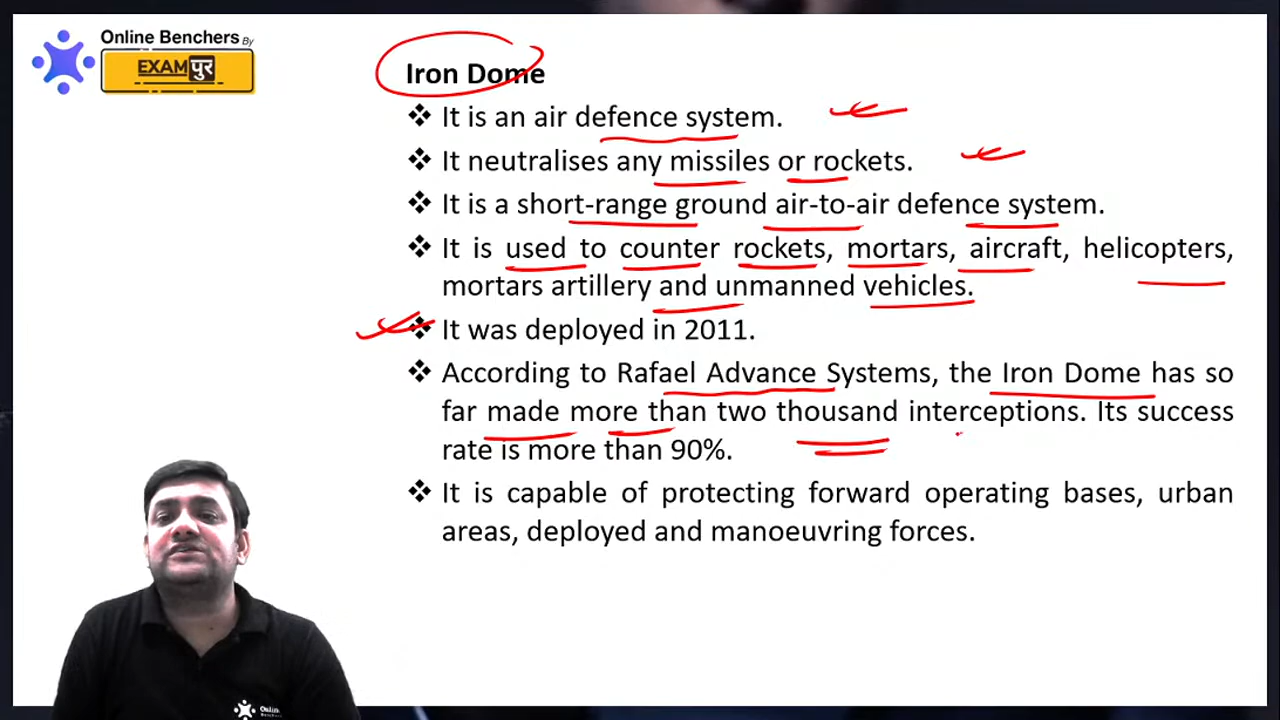 Online Benchers By
EXAMपुर
Iron Dome
❖ It is an air defence system.
❖ It neutralises any missiles or rockets.
❖ It is a short-range ground air-to-air defence system.
❖ It is used to counter rockets, mortars, aircraft, helicopters,
mortars artillery and unmanned vehicles.
❖ It was deployed in 2011.
❖ According to Rafael Advance Systems, the Iron Dome has so
far made more than two thousand interceptions. Its success
rate is more than 90%.
❖ It is capable of protecting forward operating bases, urban
areas, deployed and manoeuvring forces.